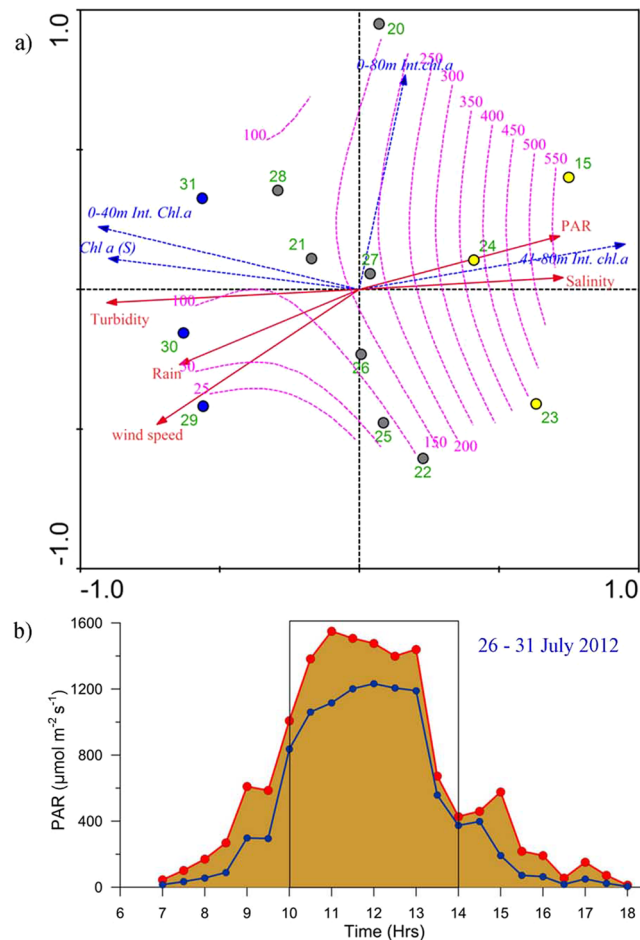 a)
1.0
20
0-80m Int.chl.a
250
300
350
400
450
500
550
100
15
28
31
0-40m Int. Chl.a
PAR
21
24
Chl a (S)
27
41-80m Int. chl.a
Salinity
100
Turbidity
30
50
Rain
26
25
29
23
wind speed
25
150
200
22
-1.0
-1.0
1.0
b)
1600
26 - 31 July 2012
1200
800
400
0
PAR (µmol m⁻² s⁻¹)
6 7 8 9 10 11 12 13 14 15 16 17 18
Time (Hrs)